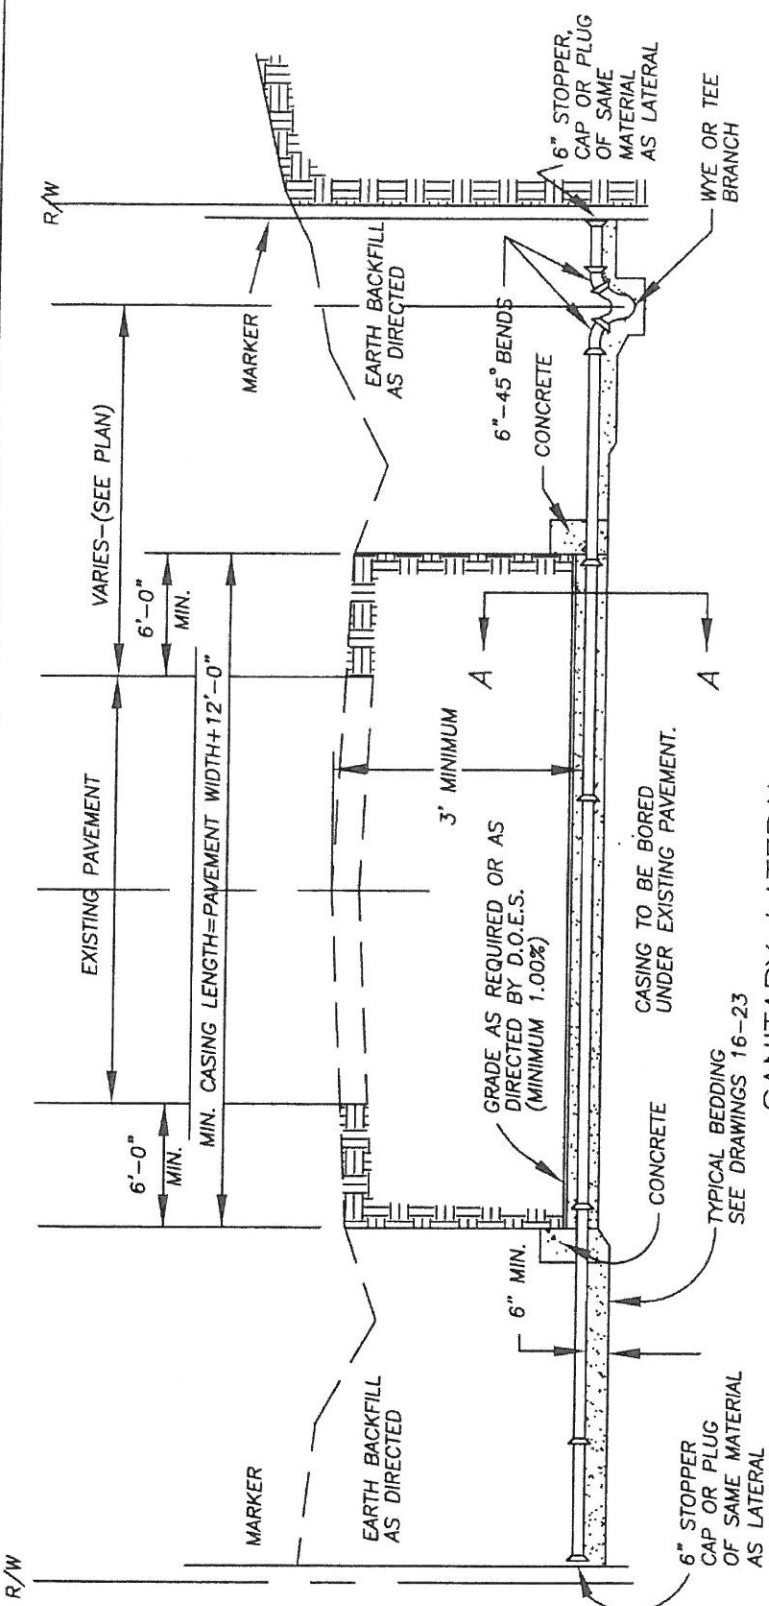 R/W
R/W
EXISTING PAVEMENT
VARIES-(SEE PLAN)
6'-0"
MIN.
6'-0"
MIN.
MIN. CASING LENGTH=PAVEMENT WIDTH+12'-0"
MARKER
MARKER
EARTH BACKFILL
AS DIRECTED
EARTH BACKFILL
AS DIRECTED
3' MINIMUM
6"-45° BENDS
CONCRETE
6" STOPPER,
CAP OR PLUG
OF SAME
MATERIAL
AS LATERAL
WYE OR TEE
BRANCH
GRADE AS REQUIRED OR AS
DIRECTED BY D.O.E.S.
(MINIMUM 1.00%)
A
A
6" MIN.
CONCRETE
CASING TO BE BORED
UNDER EXISTING PAVEMENT.
TYPICAL BEDDING
SEE DRAWINGS 16-23
6" STOPPER
CAP OR PLUG
OF SAME MATERIAL
AS LATERAL